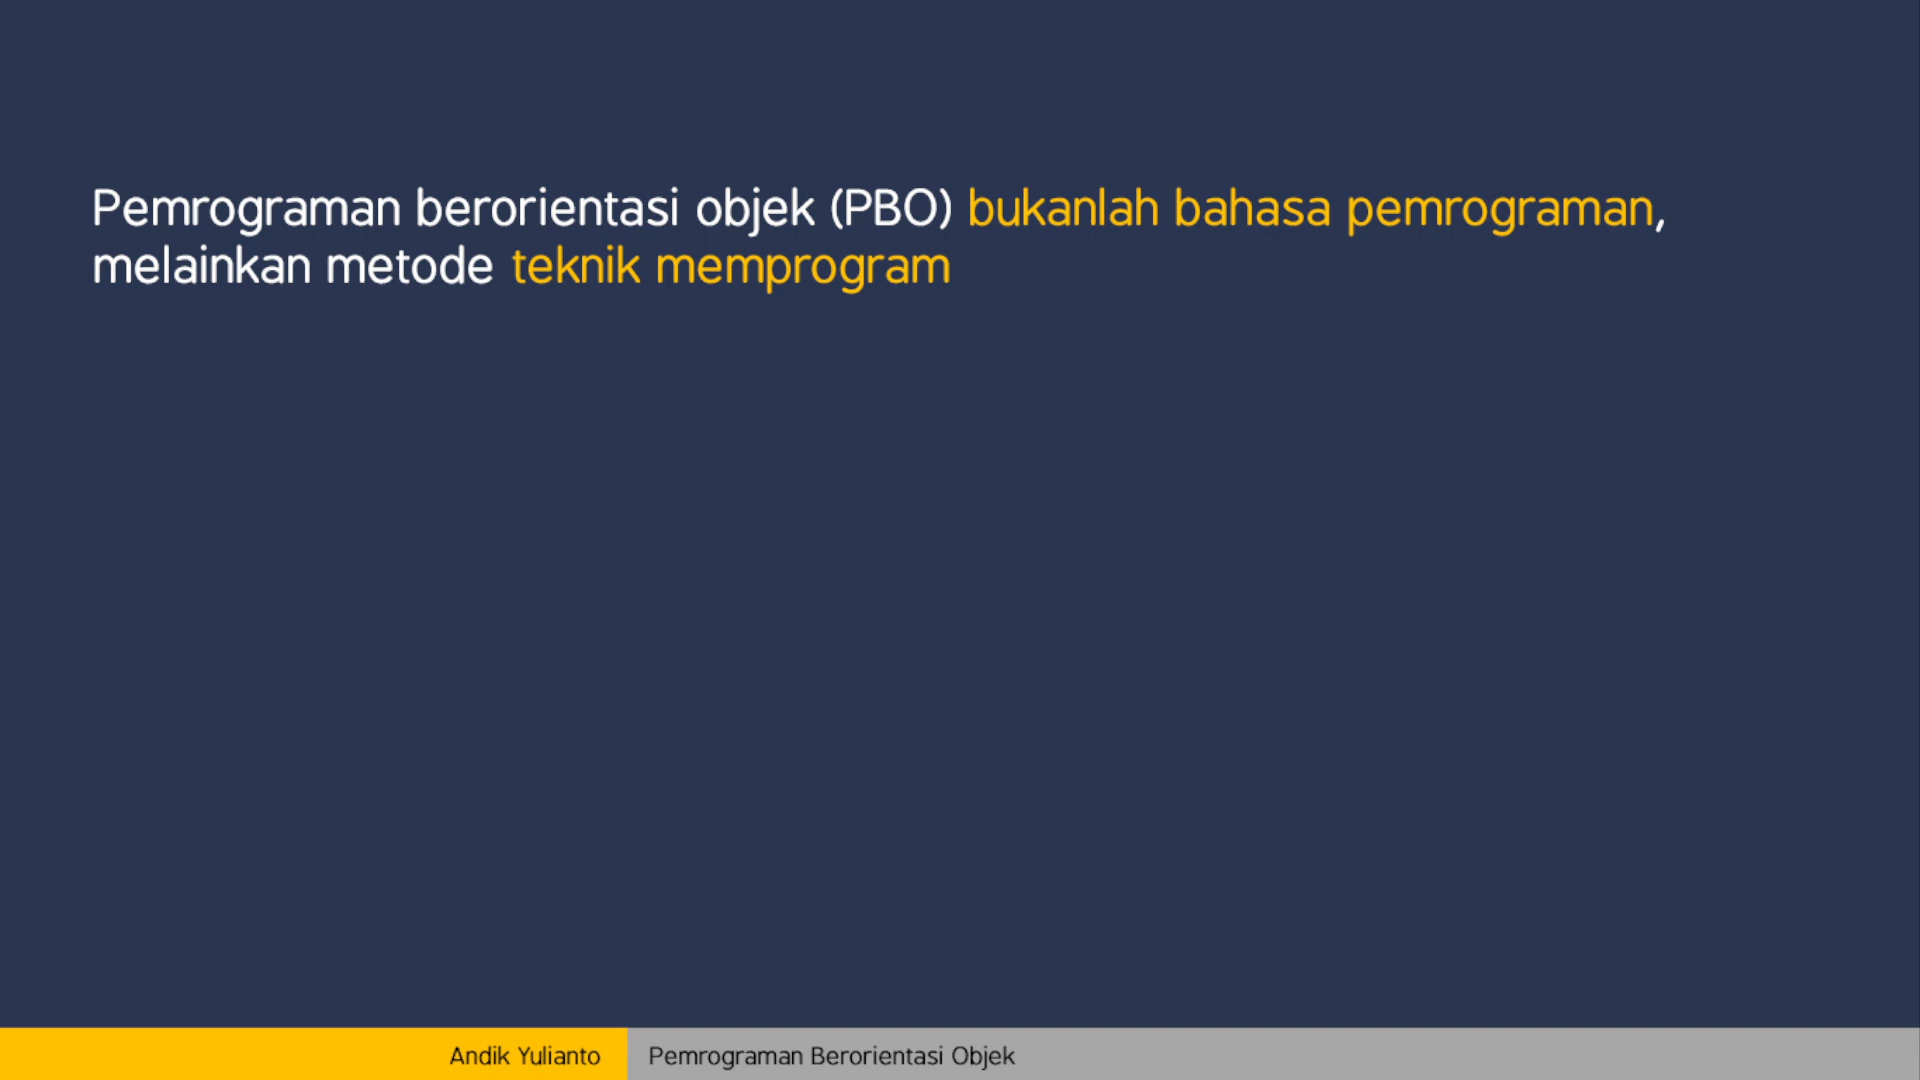 Pemrograman berorientasi objek (PBO) bukanlah bahasa pemrograman,
melainkan metode teknik memprogram
Andik Yulianto
Pemrograman Berorientasi Objek